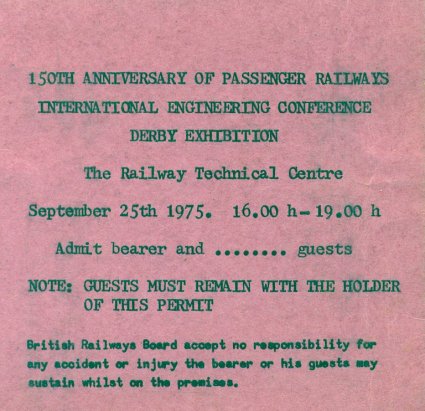 150TH ANNIVERSARY OF PASSENGER RAILWAYS
INTERNATIONAL ENGINEERING CONFERENCE
DERBY EXHIBITION
The Railway Technical Centre
September 25th 1975. 16.00 h - 19.00 h
Admit bearer and ........ guests
NOTE: GUESTS MUST REMAIN WITH THE HOLDER
OF THIS PERMIT
British Railways Board accept no responsibility for
any accident or injury the bearer or his guests may
sustain whilst on the premises.